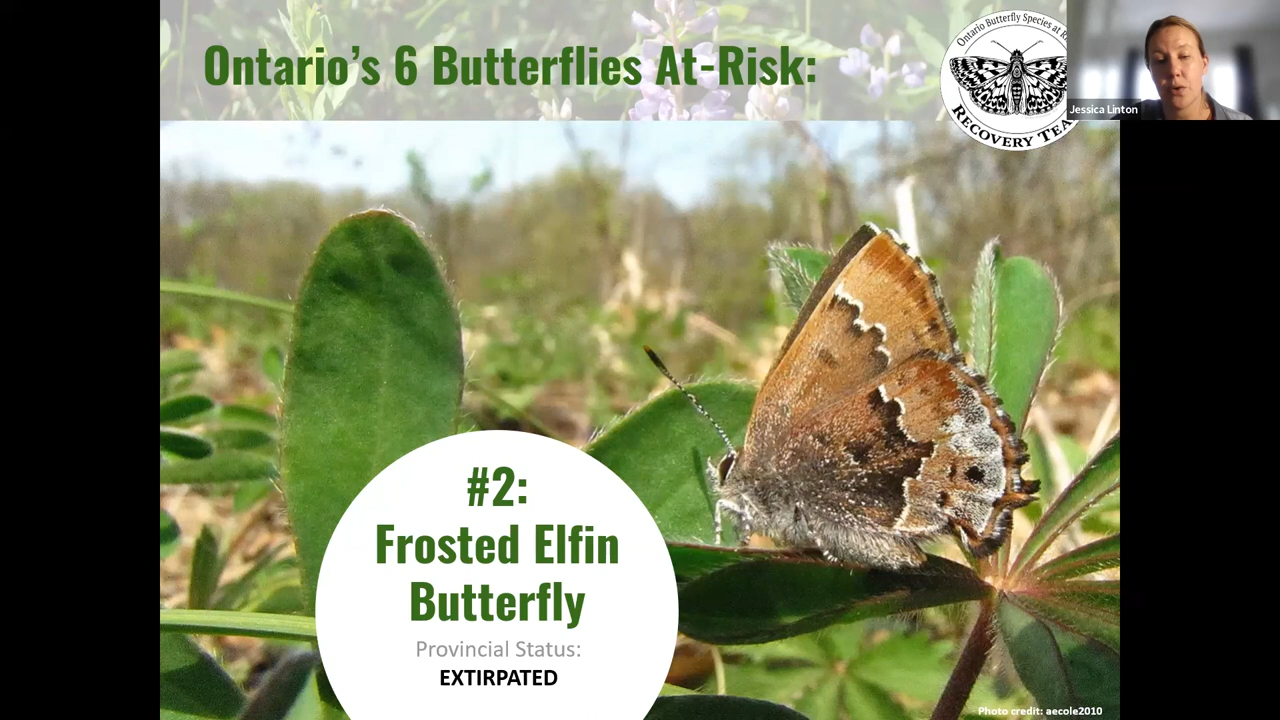 Ontario's 6 Butterflies At-Risk:
Ontario Butterfly Species at R
RECOVERY TEA
Jessica Linton
#2:
Frosted Elfin
Butterfly
Provincial Status:
EXTIRPATED
Photo credit: aecole2010